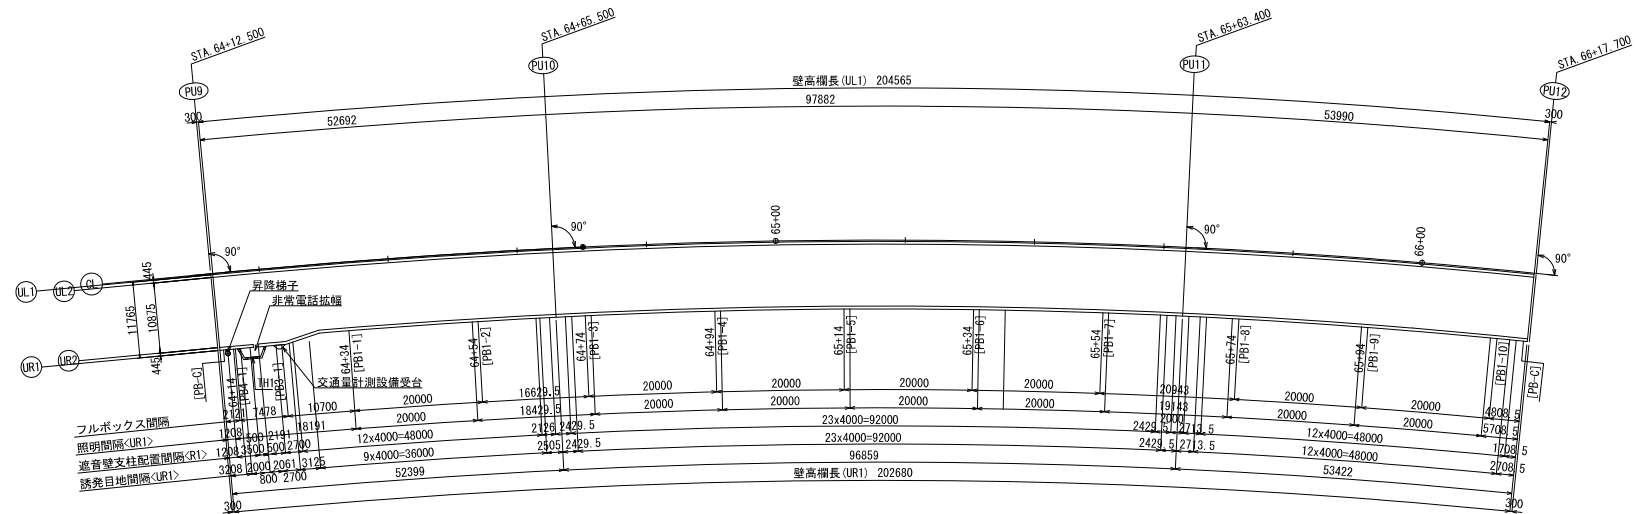 STA. 64+12.500
STA. 64+65.500
STA. 65+63.400
STA. 66+17.700
PU9
PU10
PU11
PU12
壁高欄長(UL1) 204565
300
52692
97882
53990
300
90°
90°
65+00
90°
66+00
90°
UL1
UL2
CL
445
11765
10875
445
UR1
UR2
昇降梯子
非常電話拡幅
交通量計測設備受台
TH1
[PB-C]
64+14
[PB4-1]
[PB3-1]
64+34
[PB1-1]
64+54
[PB1-2]
64+74
[PB1-3]
64+94
[PB1-4]
65+14
[PB1-5]
65+34
[PB1-6]
65+54
[PB1-7]
65+74
[PB1-8]
65+94
[PB1-9]
[PB1-10]
[PB-C]
フルボックス間隔
2121 7478 10700 20000 16629.5 20000 20000 20000 20000 20943 20000 20000 4808.5
照明間隔<UR1>
1208 500 2191 18191 20000 18429.5 20000 20000 20000 20000 19143 20000 20000 5708.5
遮音壁支柱配置間隔<R1>
1208 3500 500 2700 12x4000=48000 2126 2429.5 23x4000=92000 2429.5 2000 2713.5 12x4000=48000 1708.5
誘発目地間隔<UR1>
3208 2000 2061 3125 9x4000=36000 2505 2429.5 23x4000=92000 2429.5 2713.5 12x4000=48000 2708.5
800 2700
52399
96859
53422
300
壁高欄長(UR1) 202680
300